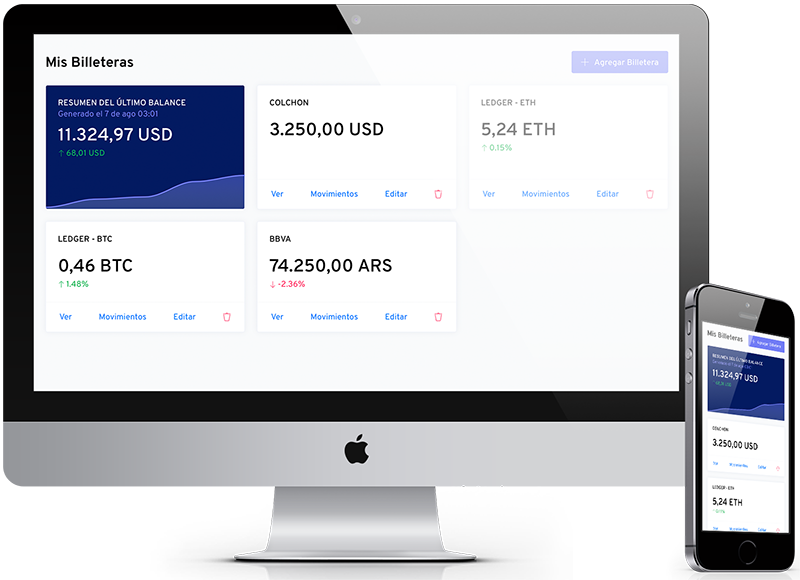 Mis Billeteras
+ Agregar Billetera
RESUMEN DEL ÚLTIMO BALANCE
Generado el 7 de ago 03:01
11.324,97 USD
↑ 68,01 USD
COLCHON
3.250,00 USD
Ver Movimientos Editar
LEDGER - ETH
5,24 ETH
↑ 0.15%
Ver Movimientos Editar
LEDGER - BTC
0,46 BTC
↑ 1.48%
Ver Movimientos Editar
BBVA
74.250,00 ARS
↓ -2.36%
Ver Movimientos Editar
Mis Billeteras
+ Agregar Billetera
RESUMEN DEL ÚLTIMO BALANCE
11.324,97 USD
COLCHON
3.250,00 USD
Ver Movimientos Editar
LEDGER - ETH
5,24 ETH
Ver Movimientos Editar